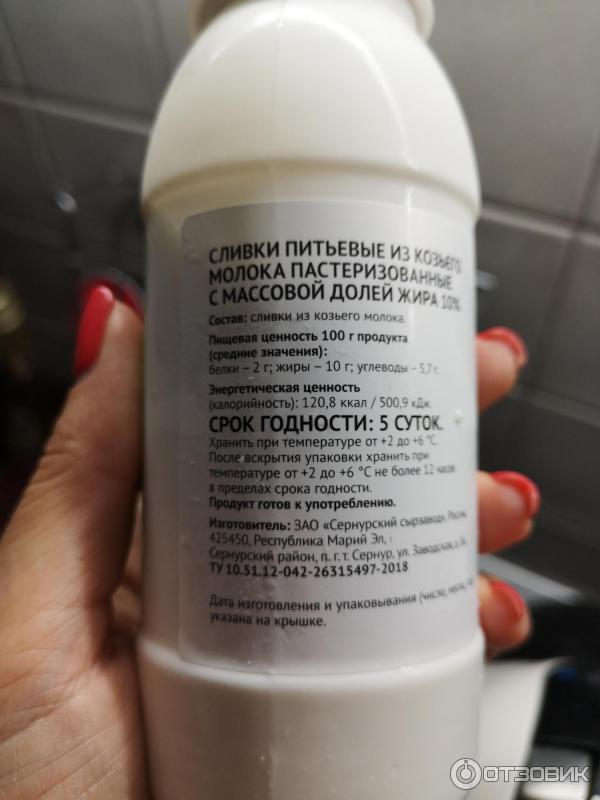 СЛИВКИ ПИТЬЕВЫЕ ИЗ КОЗЬЕГО
МОЛОКА ПАСТЕРИЗОВАННЫЕ
С МАССОВОЙ ДОЛЕЙ ЖИРА 10%
Состав: сливки из козьего молока.
Пищевая ценность 100 г продукта
(средние значения):
белки – 2 г; жиры – 10 г; углеводы – 5,7 г.
Энергетическая ценность
(калорийность): 120,8 ккал / 500,9 кДж.
СРОК ГОДНОСТИ: 5 СУТОК.
Хранить при температуре от +2 до +6 °С.
После вскрытия упаковки хранить при
температуре от +2 до +6 °С не более 12 часов
в пределах срока годности.
Продукт готов к употреблению.
Изготовитель: ЗАО «Сернурский сырзавод», Россия,
425450, Республика Марий Эл,
Сернурский район, п. г. т. Сернур, ул. Заводская, д.
ТУ 10.51.12-042-26315497-2018
Дата изготовления и упаковывания (число, месяц,
указана на крышке.
ОТЗОВИК